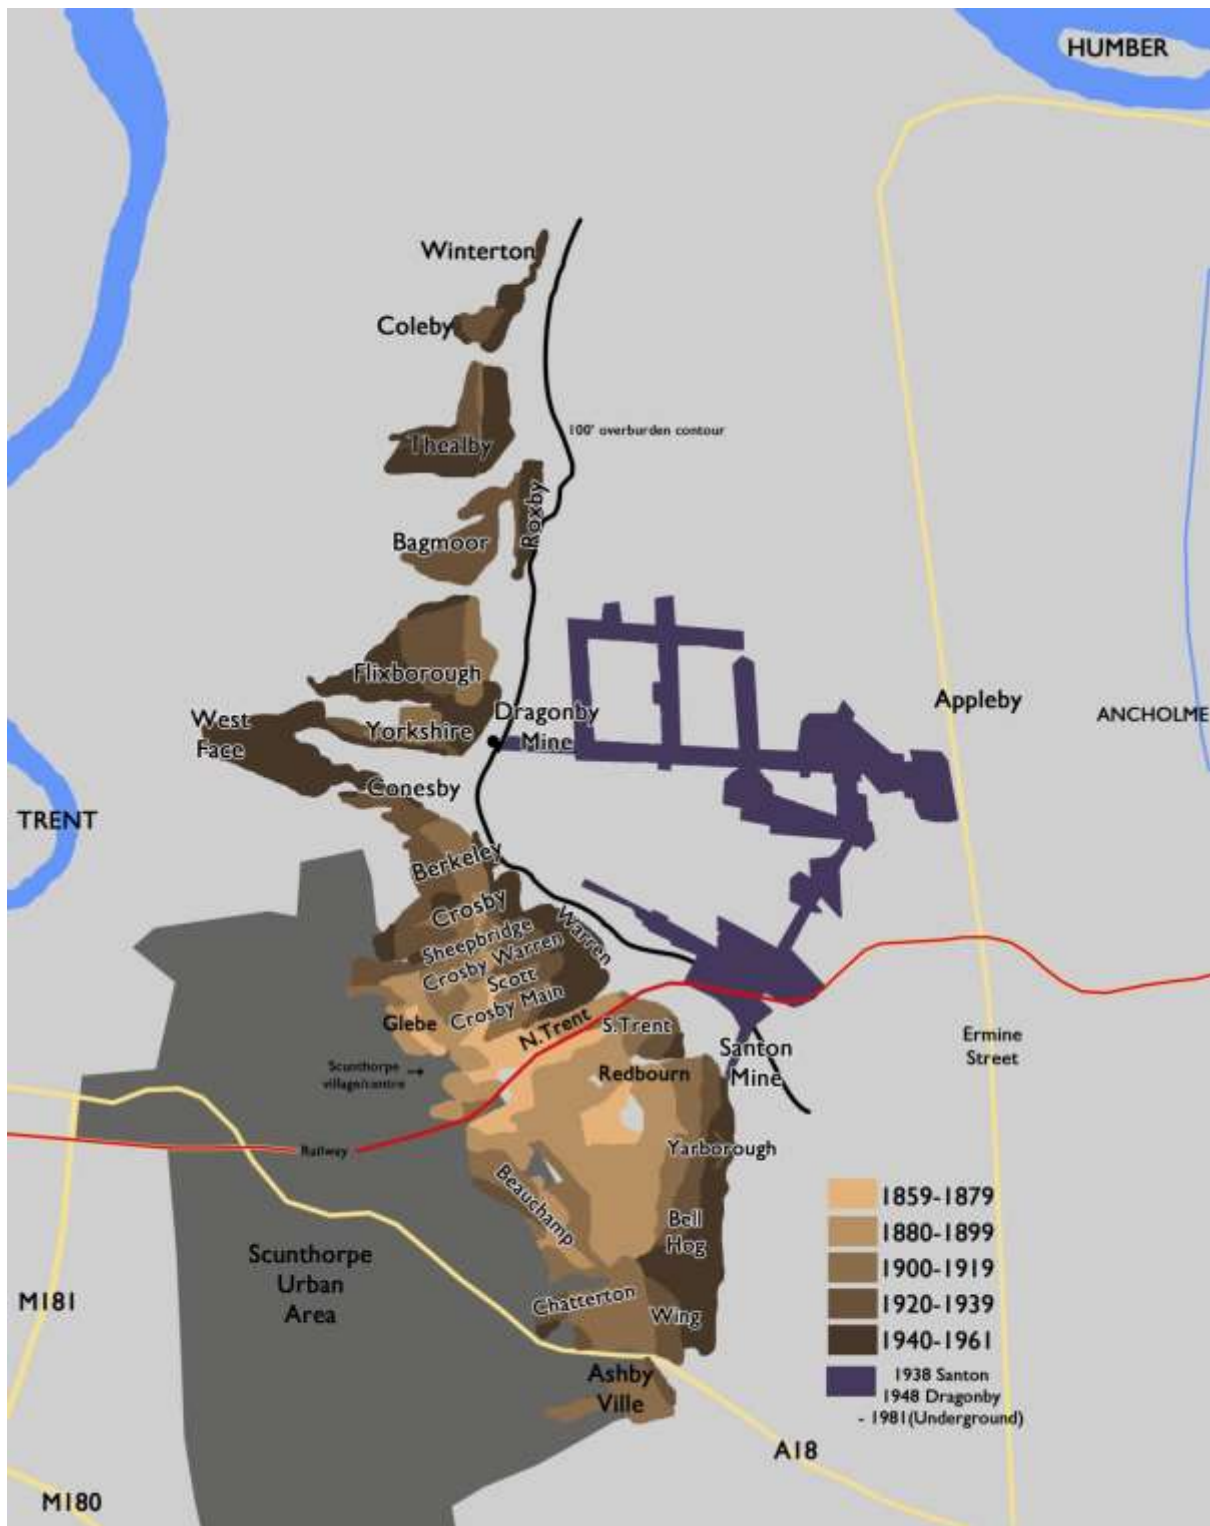 HUMBER
Winterton
Coleby
100' overburden contour
Thealby
Roxby
Bagmoor
Flixborough
Appleby
West
Face
Yorkshire
Dragonby
Mine
ANCHOLME
Conesby
TRENT
Berkeley
Crosby
Warren
Sheepbridge
Crosby Warren
Scott
Crosby Main
Glebe
N.Trent
S.Trent
Ermine
Street
Santon
Mine
Scunthorpe
village/centre
Redbourn
Railway
Yarborough
Beauchamp
1859-1879
Bell
Hog
1880-1899
Scunthorpe
Urban
Area
1900-1919
M181
Chatterton
Wing
1920-1939
1940-1961
Ashby
Ville
1938 Santon
1948 Dragonby
- 1981(Underground)
A18
M180